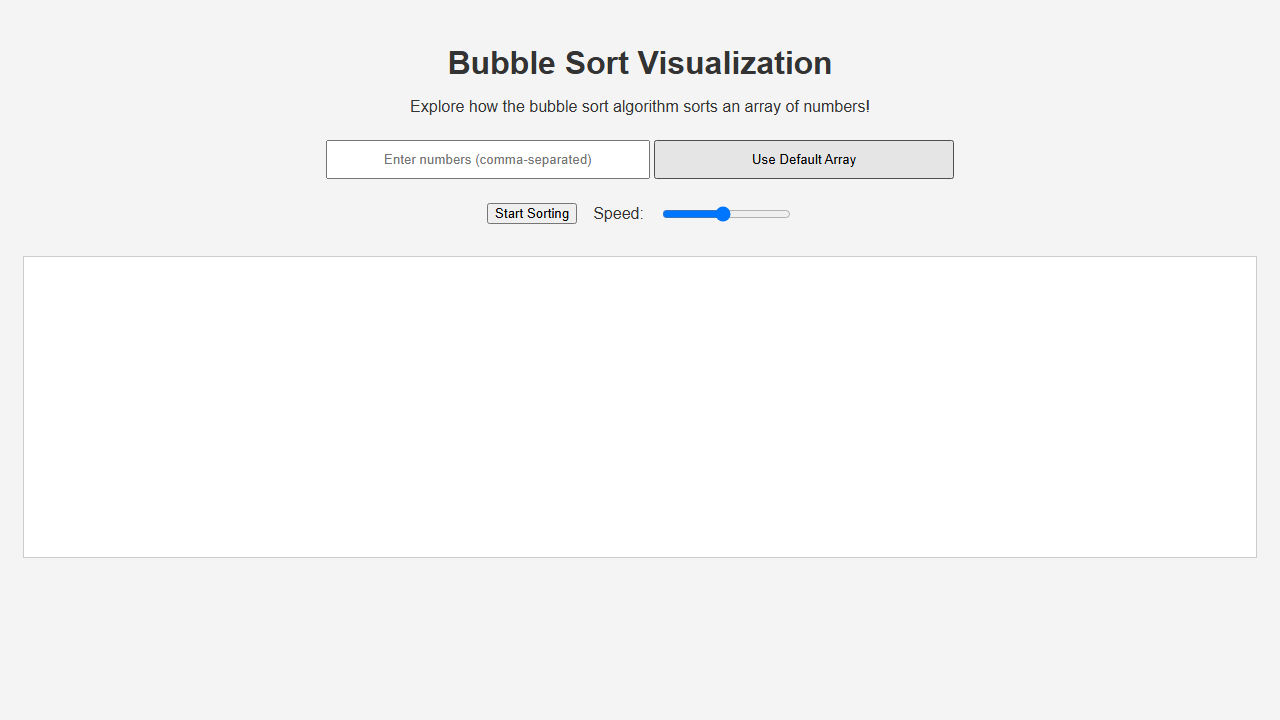 Bubble Sort Visualization
Explore how the bubble sort algorithm sorts an array of numbers!
Enter numbers (comma-separated) Use Default Array
Start Sorting Speed: